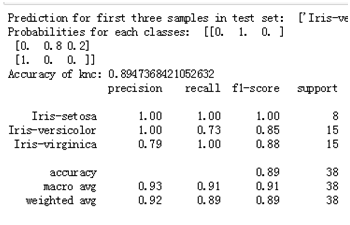 Prediction for first three samples in test set: ['Iris-ve
Probabilities for each classes: [[0. 1. 0. ]
[0. 0.8 0.2]
[1. 0. 0. ]]
Accuracy of knc: 0.8947368421052632
precision recall f1-score support
Iris-setosa 1.00 1.00 1.00 8
Iris-versicolor 1.00 0.73 0.85 15
Iris-virginica 0.79 1.00 0.88 15
accuracy 0.89 38
macro avg 0.93 0.91 0.91 38
weighted avg 0.92 0.89 0.89 38